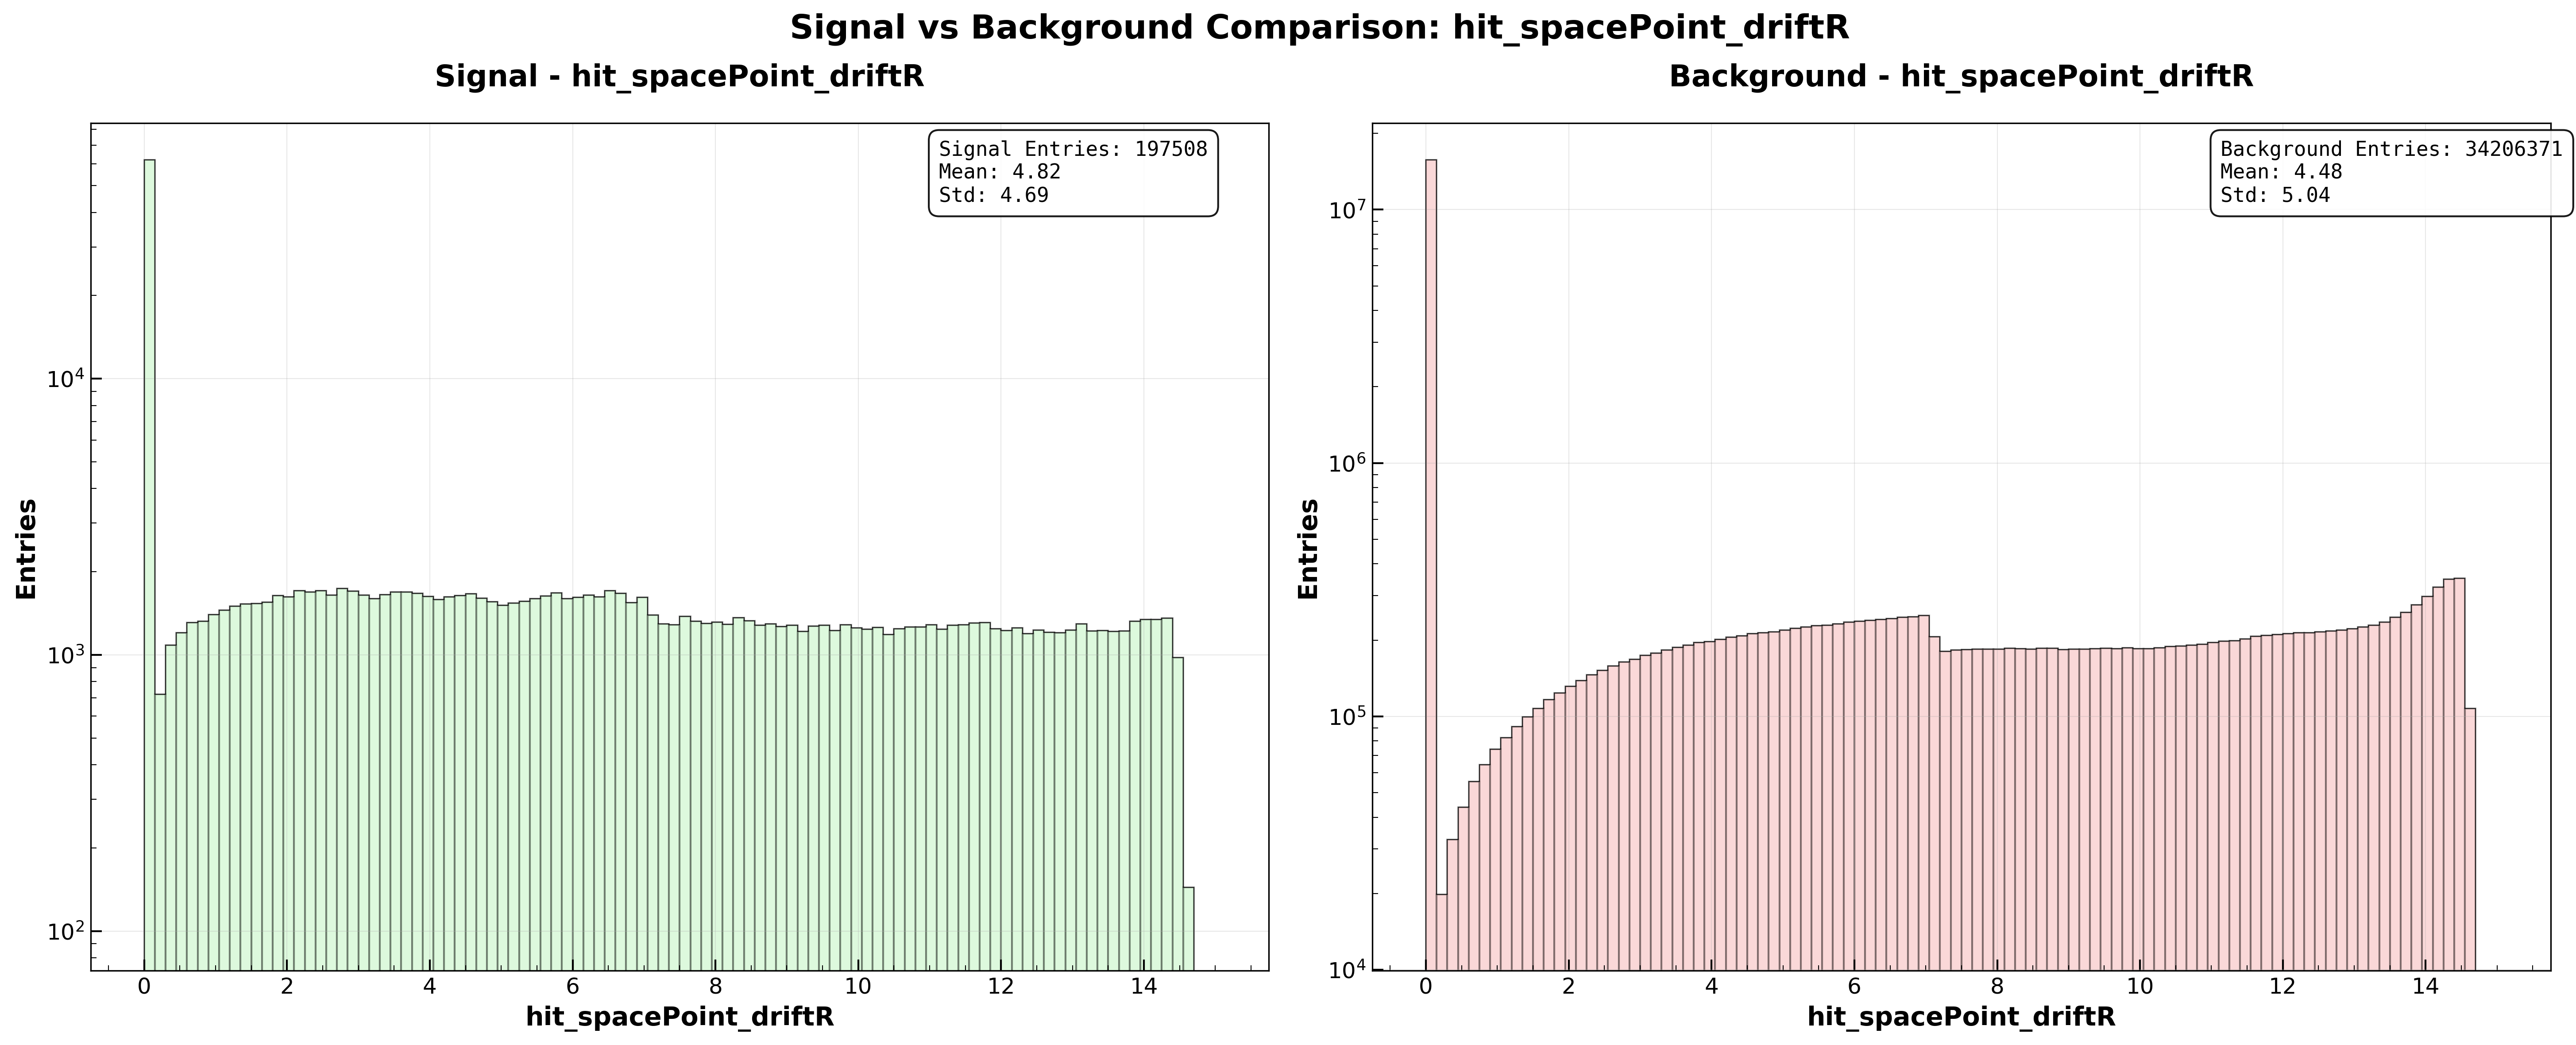 Signal vs Background Comparison: hit_spacePoint_driftR
Signal - hit_spacePoint_driftR
Signal Entries: 197508
Mean: 4.82
Std: 4.69
Entries
10^4
10^3
10^2
0 2 4 6 8 10 12 14
hit_spacePoint_driftR
Background - hit_spacePoint_driftR
Background Entries: 34206371
Mean: 4.48
Std: 5.04
Entries
10^7
10^6
10^5
10^4
0 2 4 6 8 10 12 14
hit_spacePoint_driftR